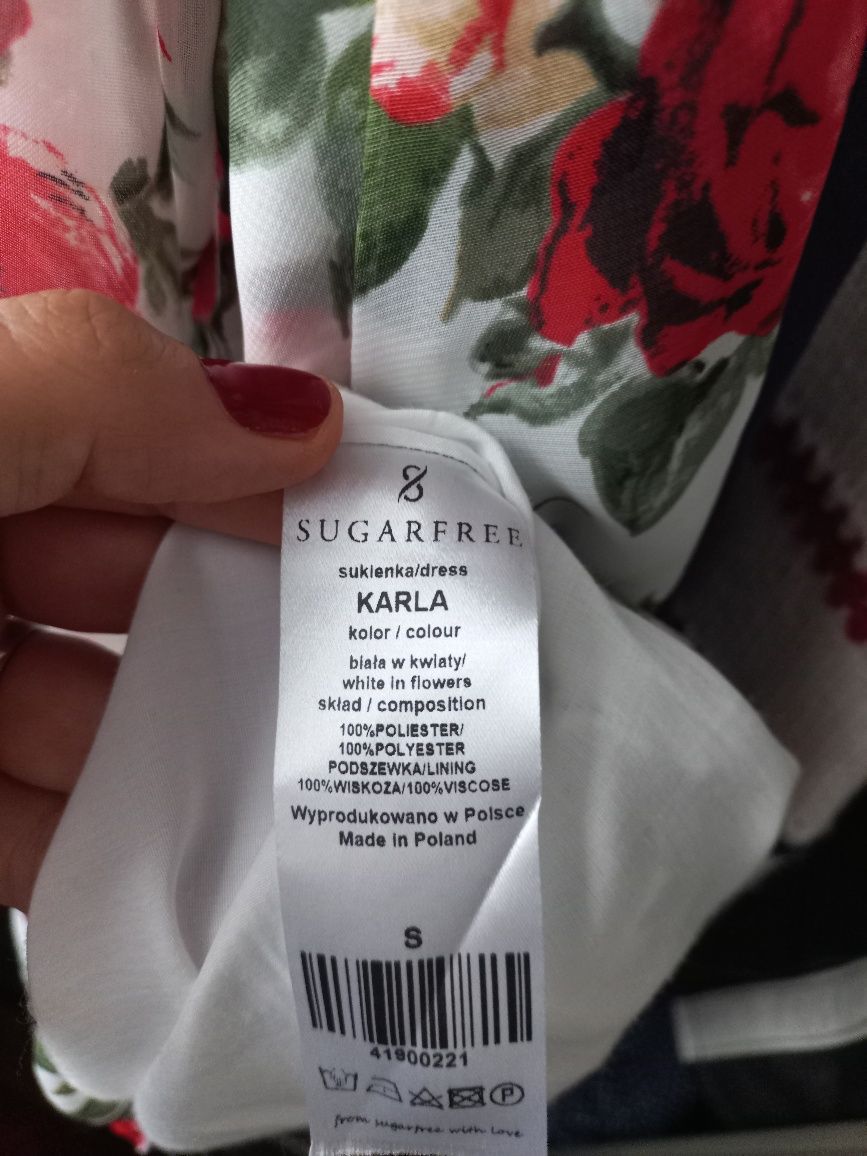 SUGARFREE
sukienka/dress
KARLA
kolor / colour
biała w kwiaty/
white in flowers
skład / composition
100%POLIESTER/
100%POLYESTER
PODSZEWKA/LINING
100%WISKOZA/100%VISCOSE
Wyprodukowano w Polsce
Made in Poland
S
41900221
P
from sugarfree with love